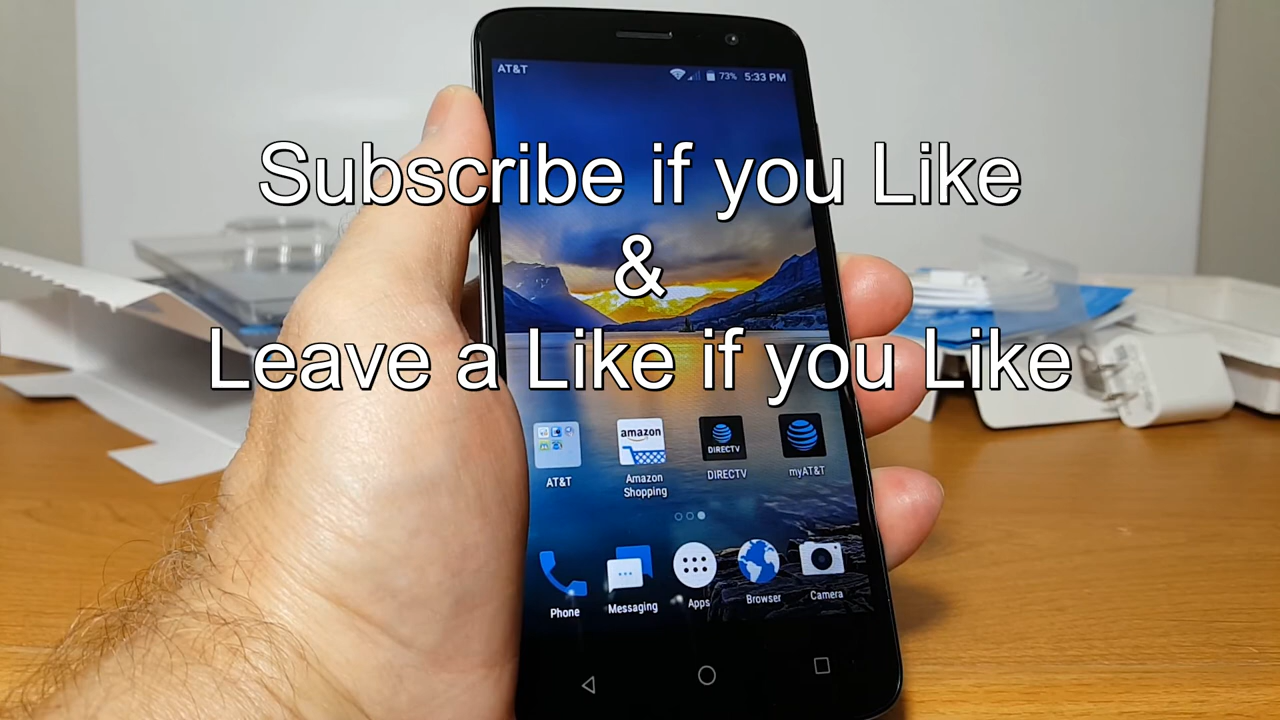 AT&T
73% 5:33 PM
Subscribe if you Like
&
Leave a Like if you Like
amazon
DIRECTV
AT&T
Amazon
Shopping
DIRECTV
myAT&T
Phone
Messaging
Apps
Browser
Camera